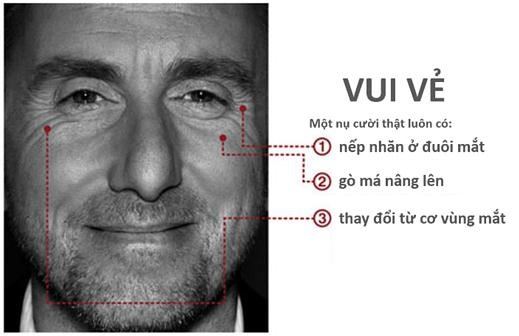 VUI VẺ
Một nụ cười thật luôn có:
1 nếp nhăn ở đuôi mắt
2 gò má nâng lên
3 thay đổi từ cơ vùng mắt